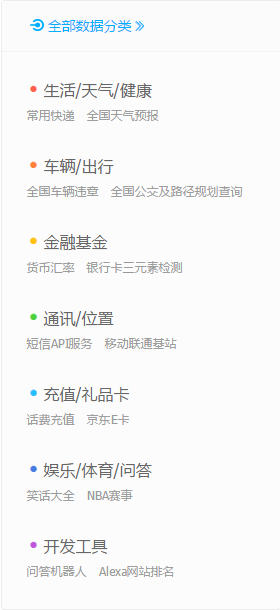 全部数据分类 »
生活/天气/健康
常用快递 全国天气预报
车辆/出行
全国车辆违章 全国公交及路径规划查询
金融基金
货币汇率 银行卡三元素检测
通讯/位置
短信API服务 移动联通基站
充值/礼品卡
话费充值 京东E卡
娱乐/体育/问答
笑话大全 NBA赛事
开发工具
问答机器人 Alexa网站排名